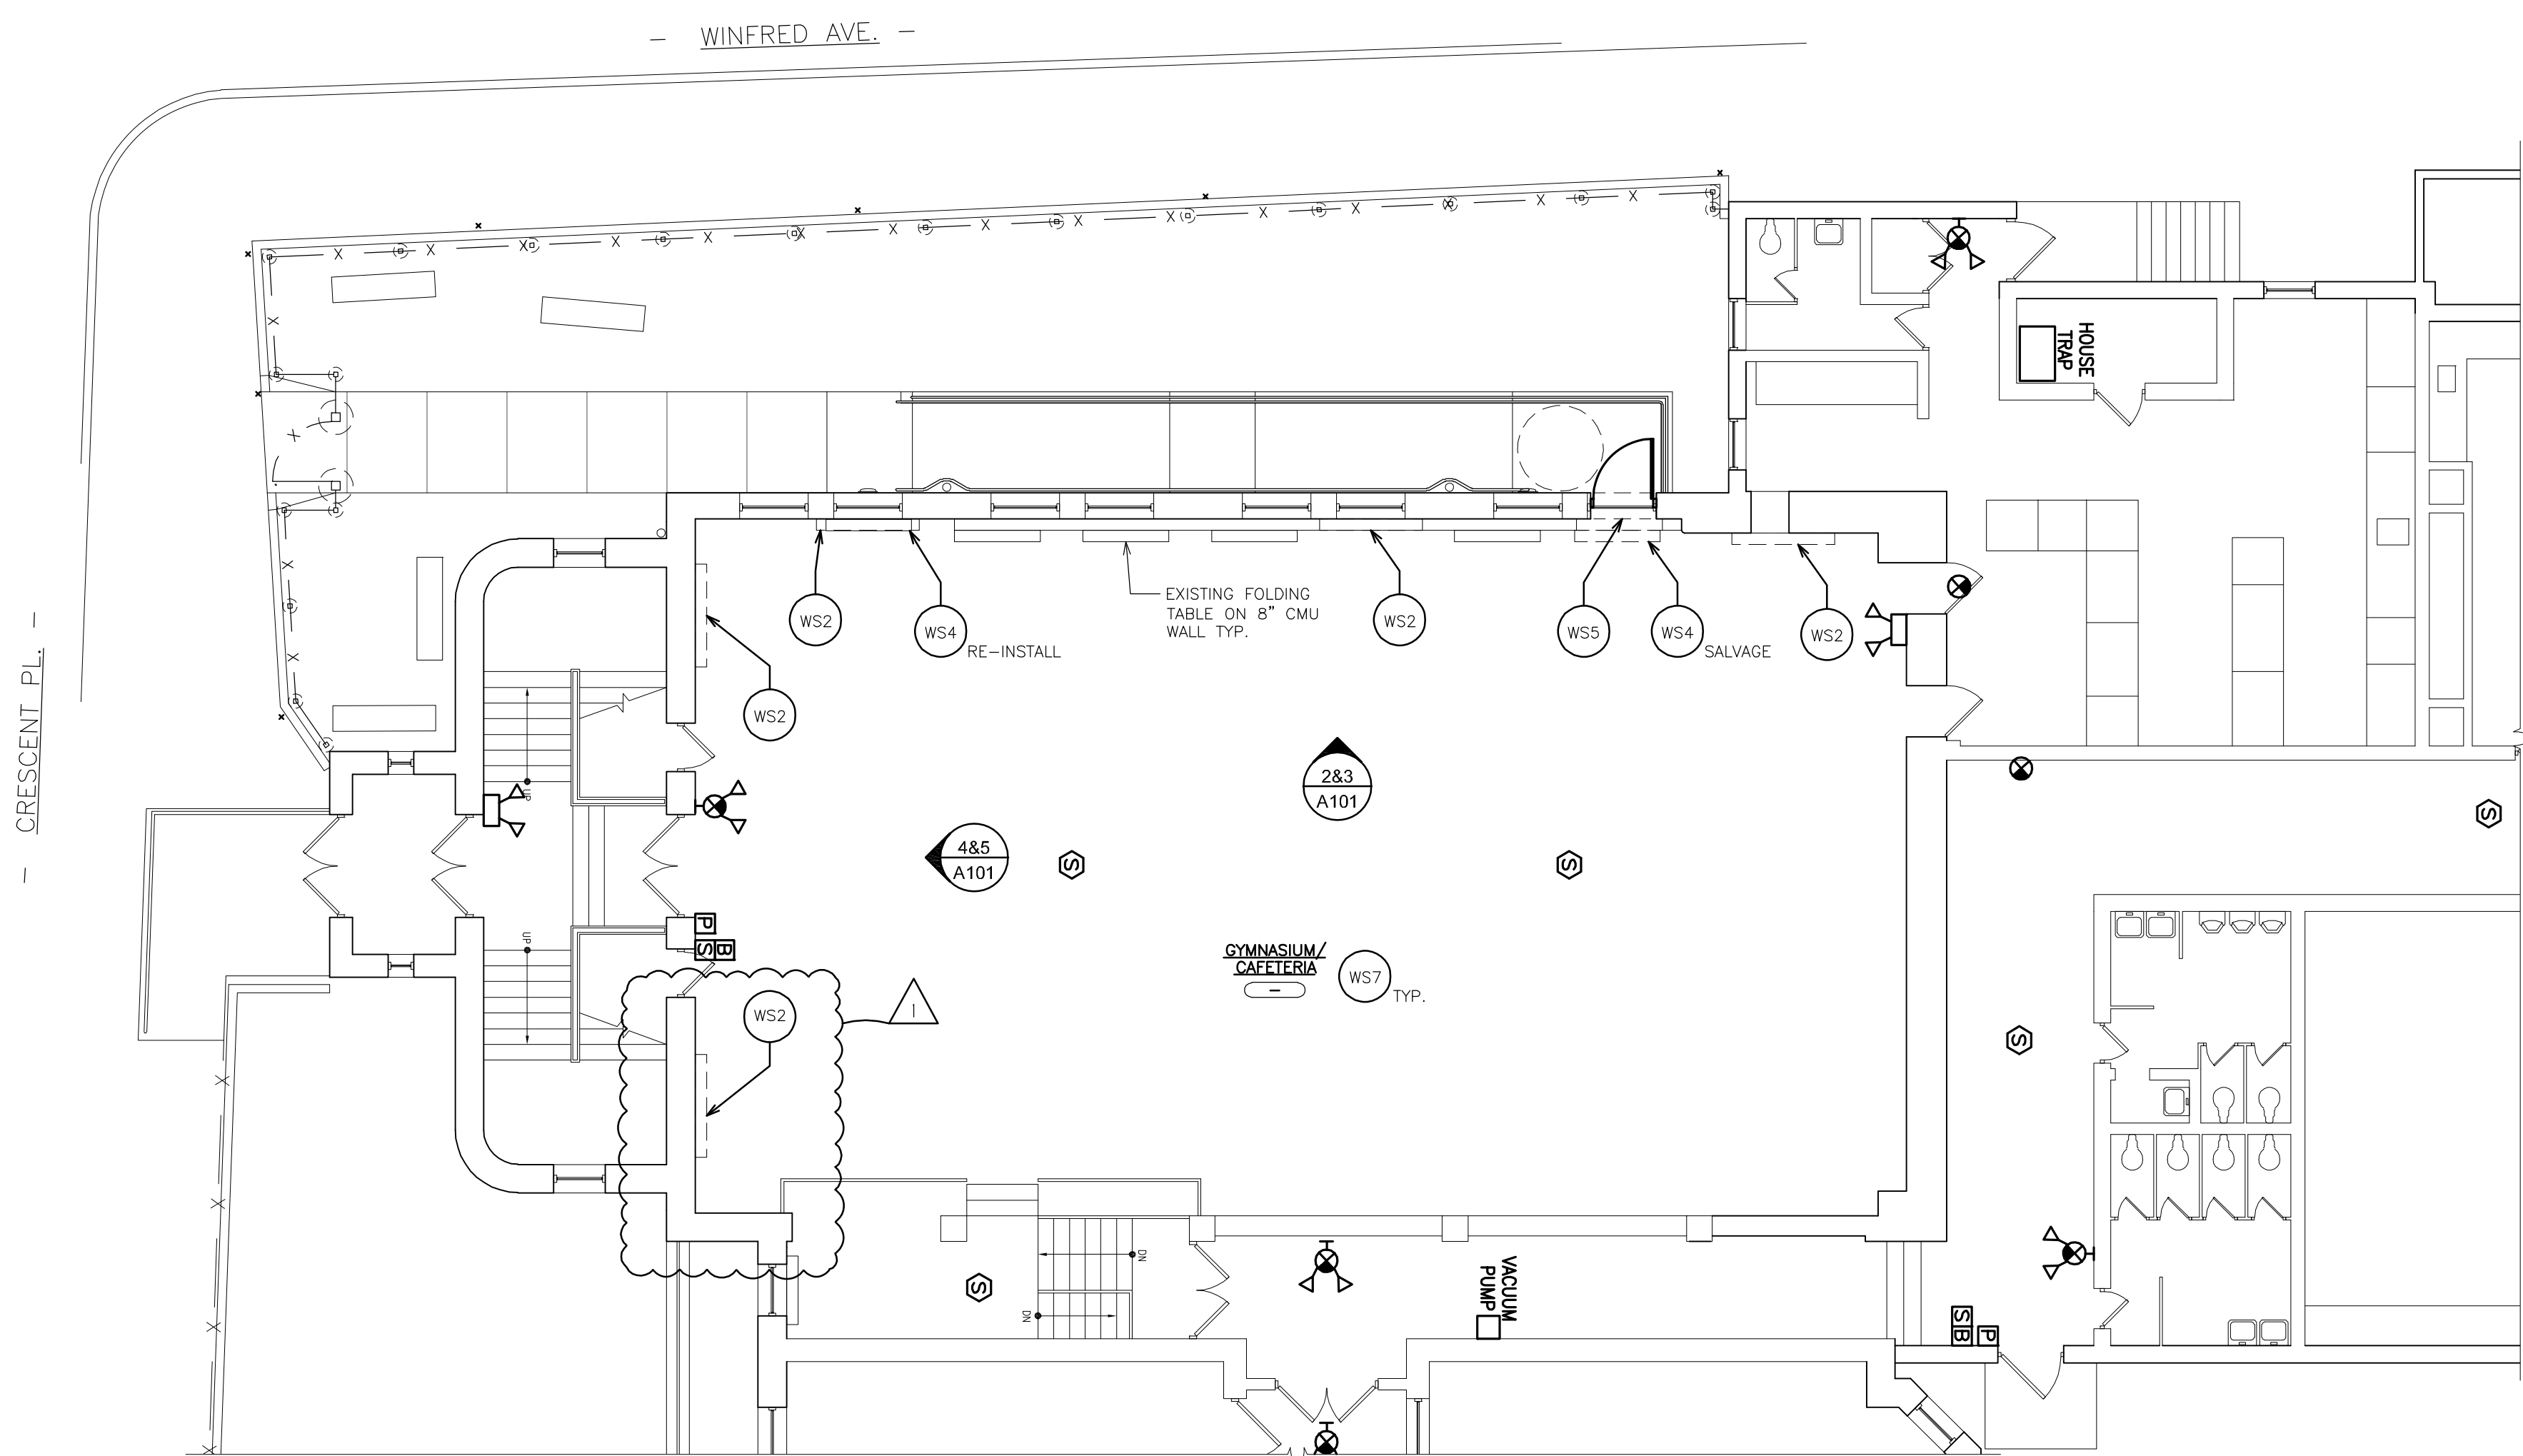 - WINFRED AVE. -
- CRESCENT PL. -
HOUSE
TRAP
WS2
WS4
RE-INSTALL
EXISTING FOLDING
TABLE ON 8" CMU
WALL TYP.
WS2
WS5
WS4
SALVAGE
WS2
WS2
UP
2&3
A101
4&5
A101
S
S
S
P
S B
UP
GYMNASIUM/
CAFETERIA
-
WS7
TYP.
WS2
1
S
S
DN
DN
VACUUM
PUMP
S B
P